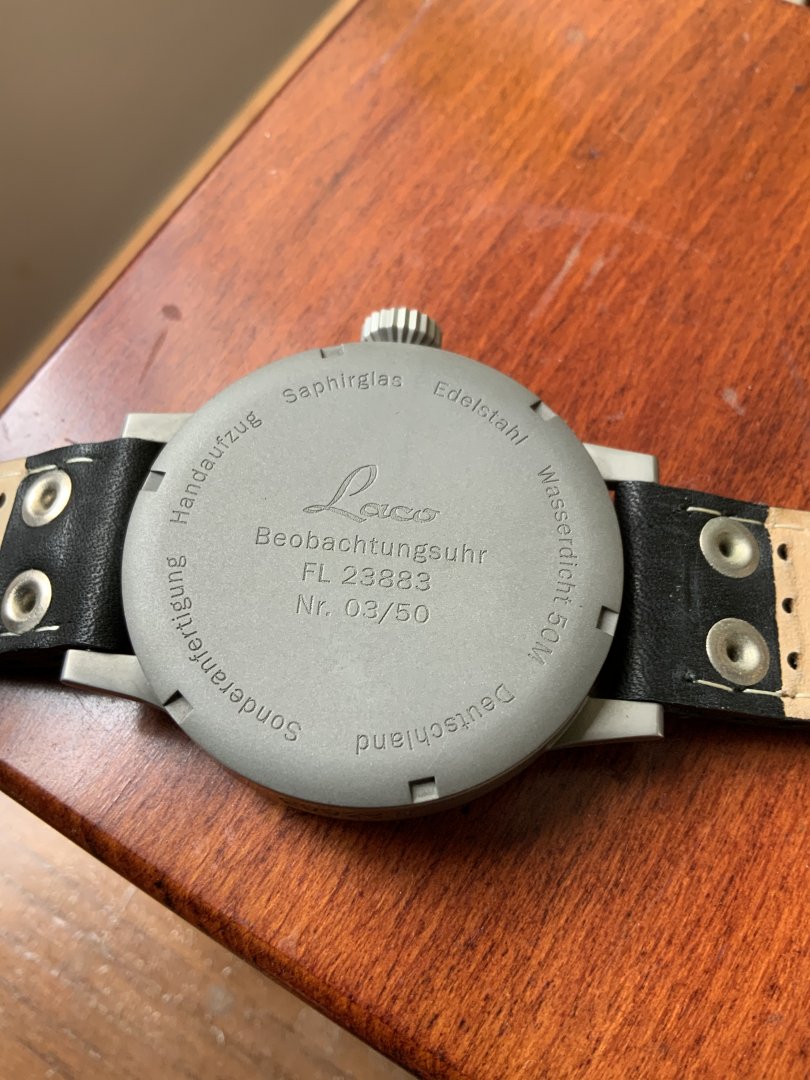 Laco
Beobachtungsuhr
FL 23883
Nr. 03/50
Sonderanfertigung Handaufzug Saphirglas Edelstahl Wasserdicht 50M Deutschland